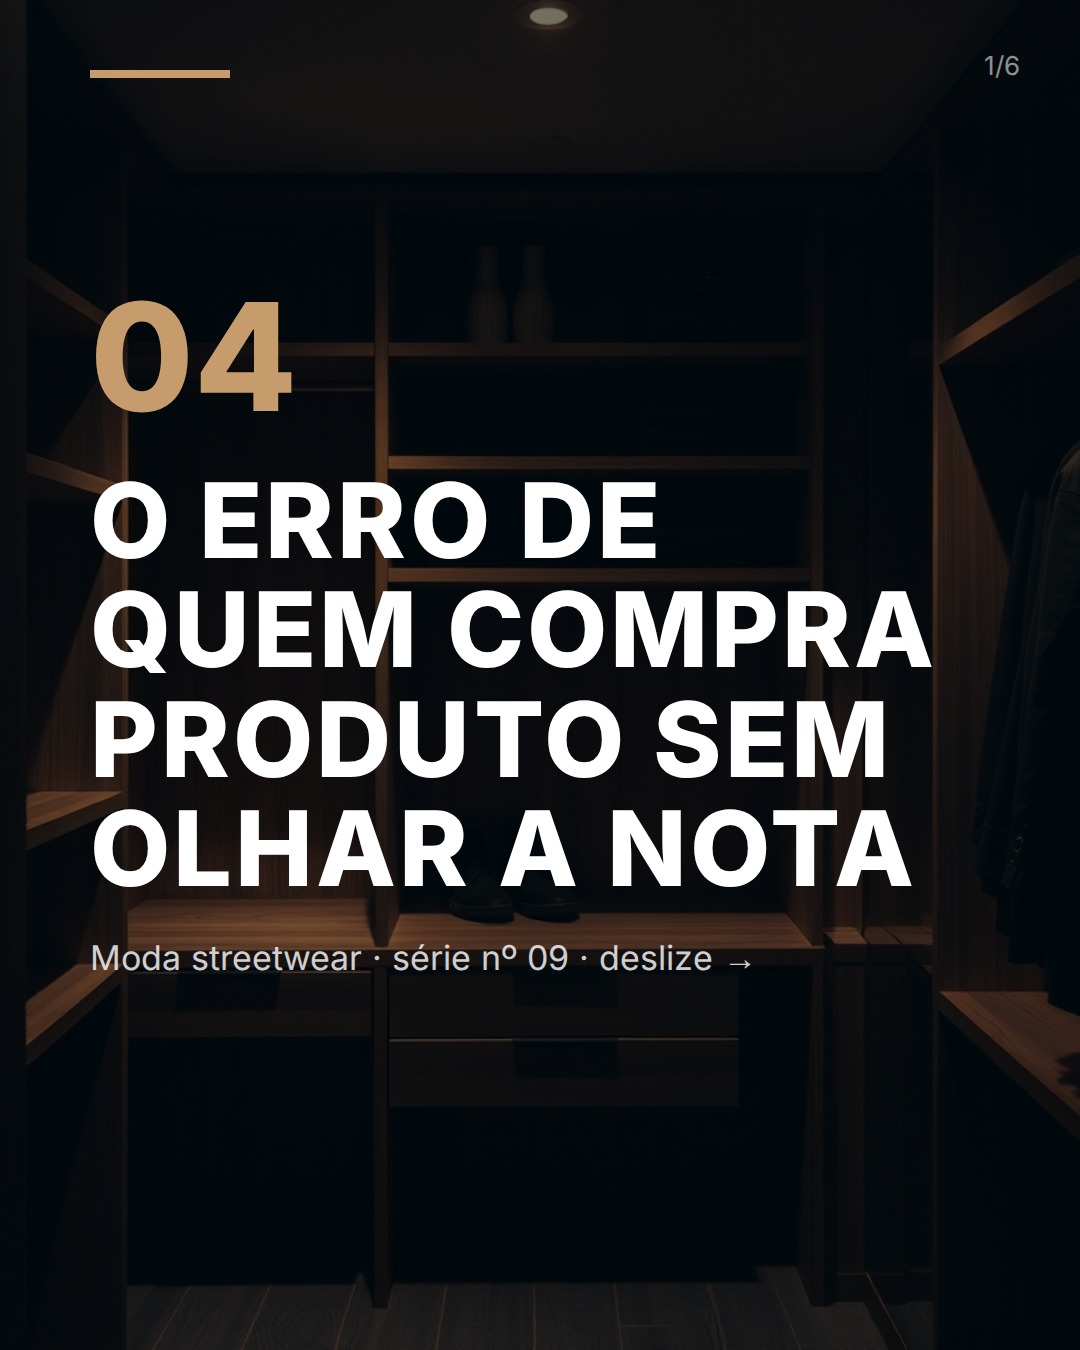 1/6
04
O ERRO DE
QUEM COMPRA
PRODUTO SEM
OLHAR A NOTA
Moda streetwear · série nº 09 · deslize →